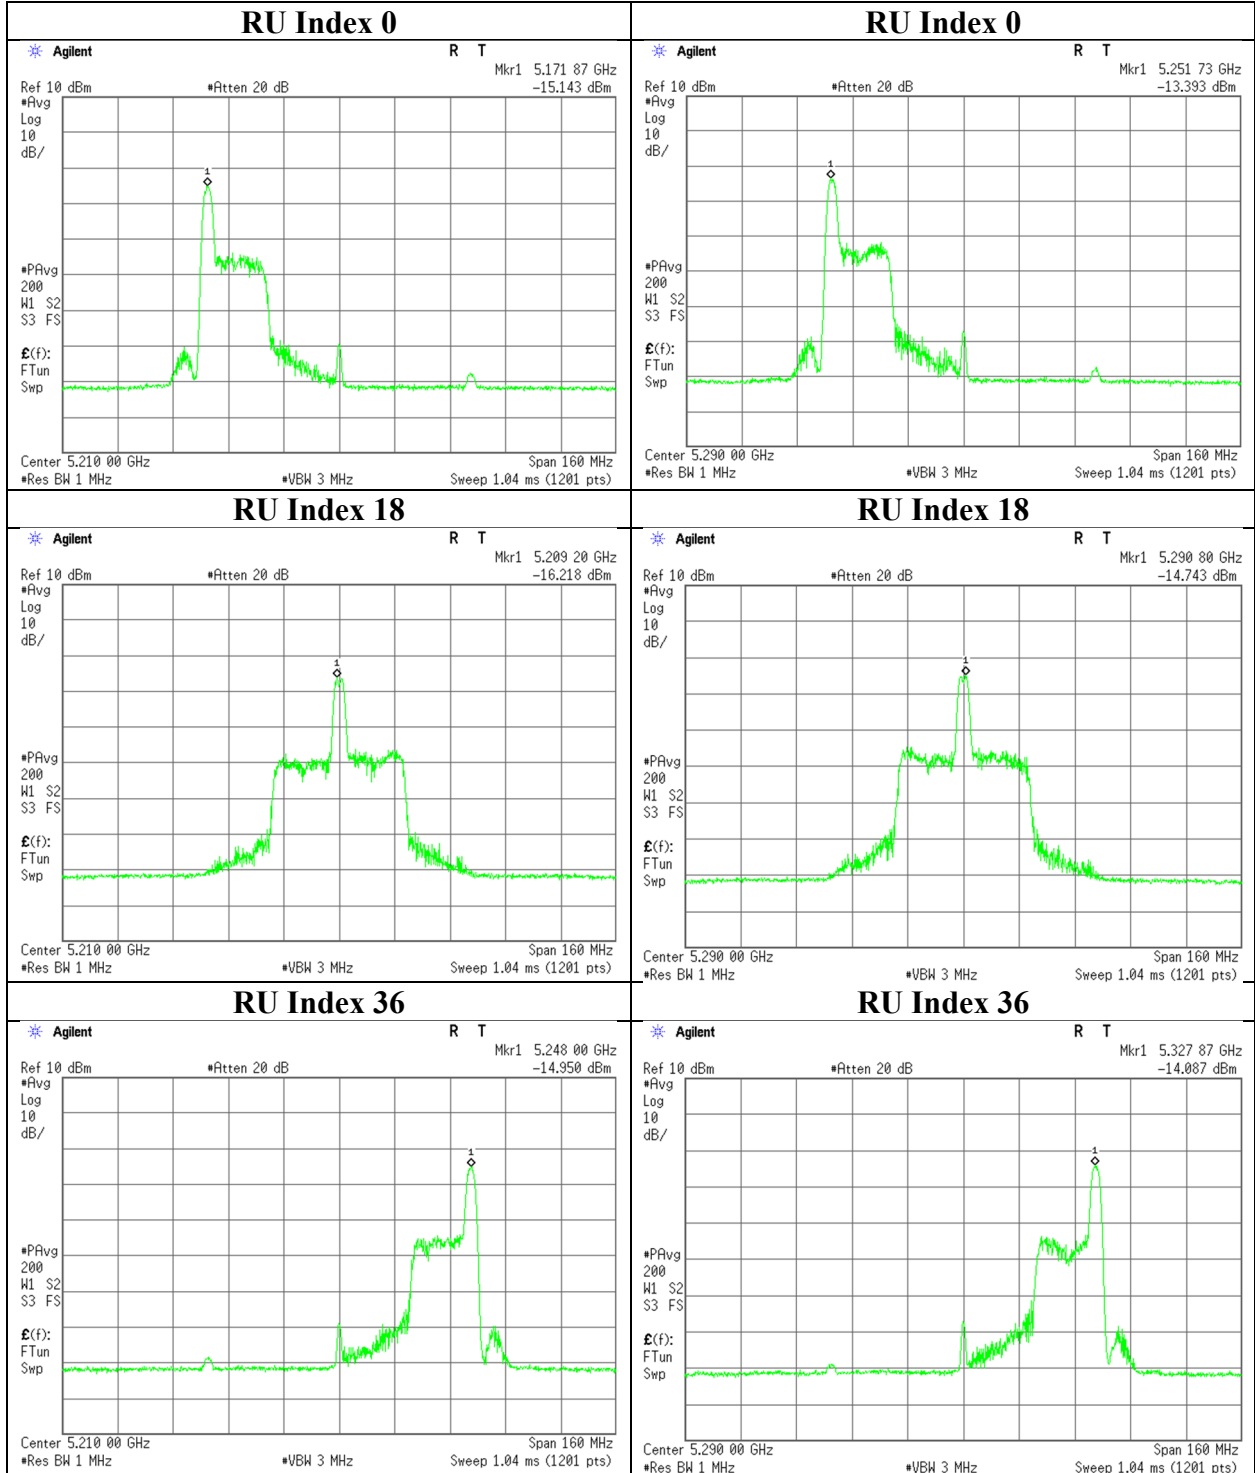 RU Index 0
Agilent
R T
Mkr1 5.171 87 GHz
Ref 10 dBm #Atten 20 dB -15.143 dBm
#Avg
Log
10
dB/
1
#PAvg
200
W1 S2
S3 FS
£(f):
FTun
Swp
Center 5.210 00 GHz Span 160 MHz
#Res BW 1 MHz #VBW 3 MHz Sweep 1.04 ms (1201 pts)
RU Index 0
Agilent
R T
Mkr1 5.251 73 GHz
Ref 10 dBm #Atten 20 dB -13.393 dBm
#Avg
Log
10
dB/
1
#PAvg
200
W1 S2
S3 FS
£(f):
FTun
Swp
Center 5.290 00 GHz Span 160 MHz
#Res BW 1 MHz #VBW 3 MHz Sweep 1.04 ms (1201 pts)
RU Index 18
Agilent
R T
Mkr1 5.209 20 GHz
Ref 10 dBm #Atten 20 dB -16.218 dBm
#Avg
Log
10
dB/
1
#PAvg
200
W1 S2
S3 FS
£(f):
FTun
Swp
Center 5.210 00 GHz Span 160 MHz
#Res BW 1 MHz #VBW 3 MHz Sweep 1.04 ms (1201 pts)
RU Index 18
Agilent
R T
Mkr1 5.290 80 GHz
Ref 10 dBm #Atten 20 dB -14.743 dBm
#Avg
Log
10
dB/
1
#PAvg
200
W1 S2
S3 FS
£(f):
FTun
Swp
Center 5.290 00 GHz Span 160 MHz
#Res BW 1 MHz #VBW 3 MHz Sweep 1.04 ms (1201 pts)
RU Index 36
Agilent
R T
Mkr1 5.248 00 GHz
Ref 10 dBm #Atten 20 dB -14.950 dBm
#Avg
Log
10
dB/
1
#PAvg
200
W1 S2
S3 FS
£(f):
FTun
Swp
Center 5.210 00 GHz Span 160 MHz
#Res BW 1 MHz #VBW 3 MHz Sweep 1.04 ms (1201 pts)
RU Index 36
Agilent
R T
Mkr1 5.327 87 GHz
Ref 10 dBm #Atten 20 dB -14.087 dBm
#Avg
Log
10
dB/
1
#PAvg
200
W1 S2
S3 FS
£(f):
FTun
Swp
Center 5.290 00 GHz Span 160 MHz
#Res BW 1 MHz #VBW 3 MHz Sweep 1.04 ms (1201 pts)